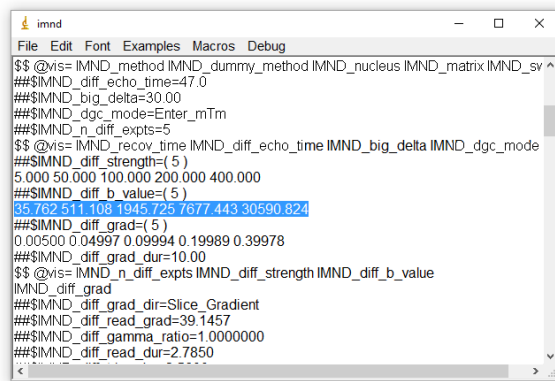 imnd
File Edit Font Examples Macros Debug
$$ @vis= IMND_method IMND_dummy_method IMND_nucleus IMND_matrix IMND_sw
##$IMND_diff_echo_time=47.0
##$IMND_big_delta=30.00
##$IMND_dgc_mode=Enter_mTm
##$IMND_n_diff_expts=5
$$ @vis= IMND_recov_time IMND_diff_echo_time IMND_big_delta IMND_dgc_mode
##$IMND_diff_strength=( 5 )
5.000 50.000 100.000 200.000 400.000
##$IMND_diff_b_value=( 5 )
35.762 511.108 1945.725 7677.443 30590.824
##$IMND_diff_grad=( 5 )
0.00500 0.04997 0.09994 0.19989 0.39978
##$IMND_diff_grad_dur=10.00
$$ @vis= IMND_n_diff_expts IMND_diff_strength IMND_diff_b_value
IMND_diff_grad
##$IMND_diff_grad_dir=Slice_Gradient
##$IMND_diff_read_grad=39.1457
##$IMND_diff_gamma_ratio=1.0000000
##$IMND_diff_read_dur=2.7850